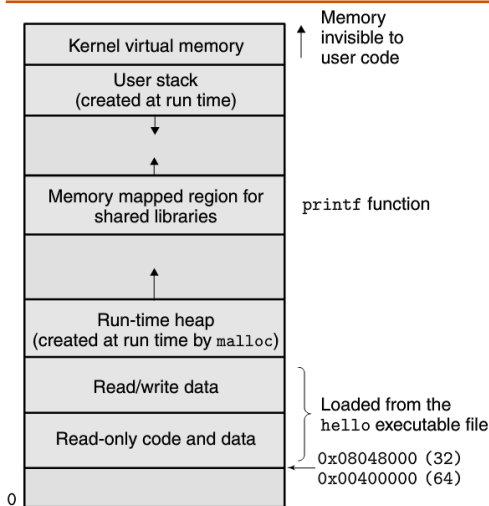 Memory
invisible to
user code
Kernel virtual memory
User stack
(created at run time)
Memory mapped region for
shared libraries
printf function
Run-time heap
(created at run time by malloc)
Read/write data
Loaded from the
hello executable file
Read-only code and data
0x08048000 (32)
0x00400000 (64)
0